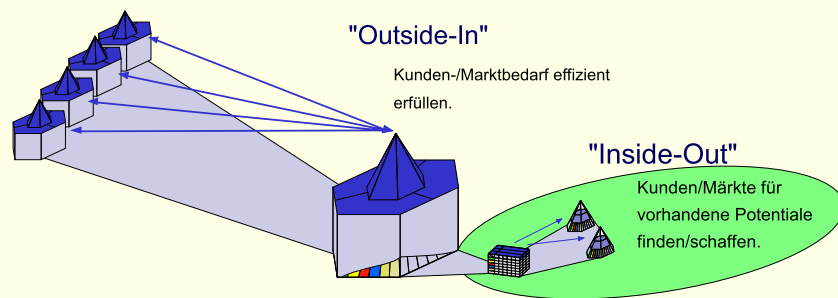 "Outside-In"
Kunden-/Marktbedarf effizient
erfüllen.
"Inside-Out"
Kunden/Märkte für
vorhandene Potentiale
finden/schaffen.